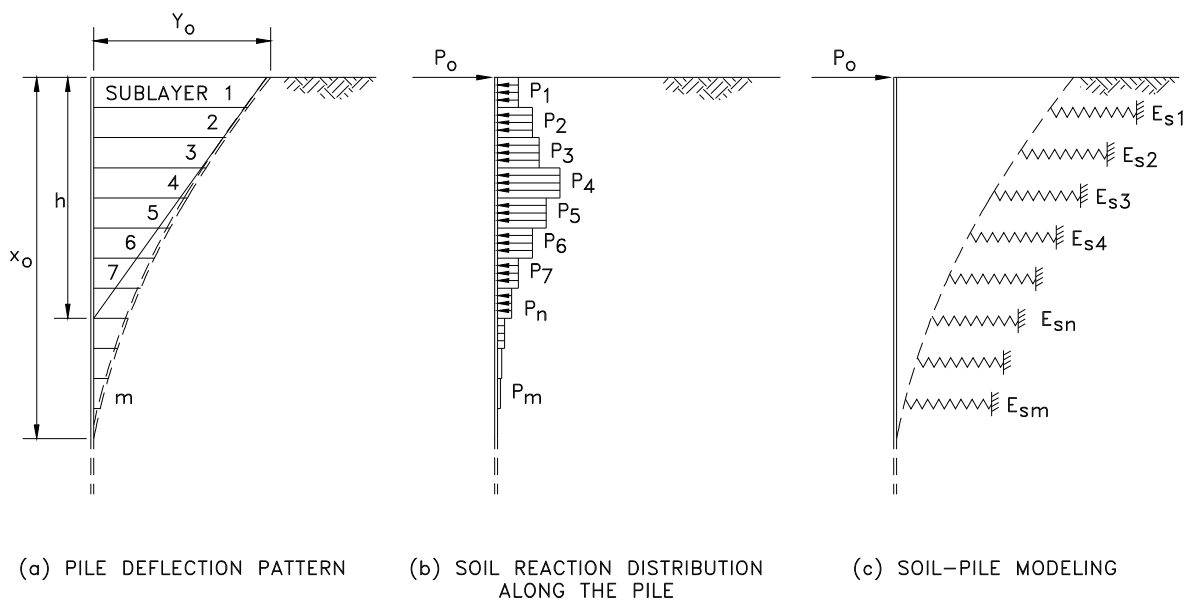 Yo
SUBLAYER 1
2
3
4
5
6
7
m
h
xo
(a) PILE DEFLECTION PATTERN
Po
P1
P2
P3
P4
P5
P6
P7
Pn
Pm
(b) SOIL REACTION DISTRIBUTION
ALONG THE PILE
Po
Es1
Es2
Es3
Es4
Esn
Esm
(c) SOIL-PILE MODELING